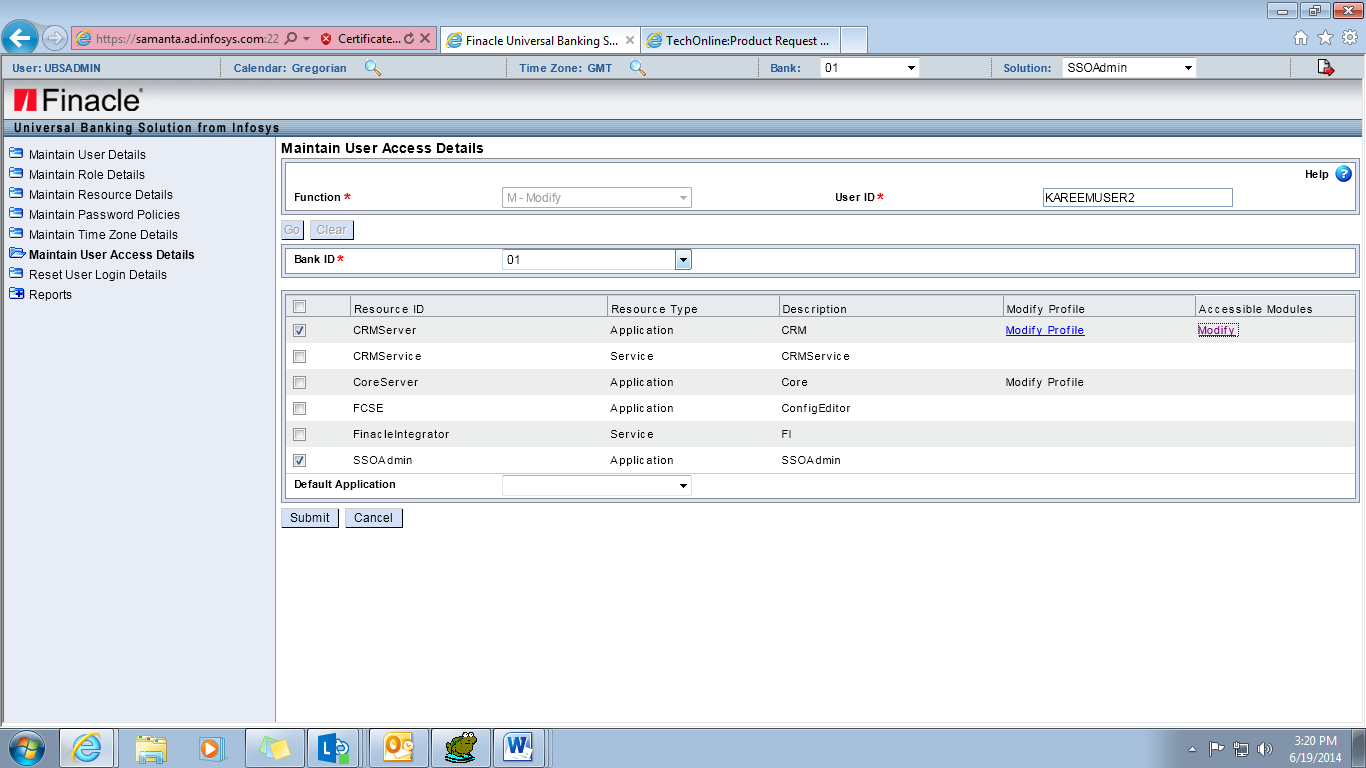 https://samanta.ad.infosys.com:22 Certificate... Finacle Universal Banking S... TechOnline:Product Request ...
User: UBSADMIN Calendar: Gregorian Time Zone: GMT Bank: 01 Solution: SSOAdmin
Finacle
Universal Banking Solution from Infosys
Maintain User Details
Maintain Role Details
Maintain Resource Details
Maintain Password Policies
Maintain Time Zone Details
Maintain User Access Details
Reset User Login Details
Reports
Maintain User Access Details
Help ?
Function * M - Modify User ID * KAREEMUSER2
Go Clear
Bank ID * 01
Resource ID Resource Type Description Modify Profile Accessible Modules
CRMServer Application CRM Modify Profile Modify
CRMService Service CRMService
CoreServer Application Core Modify Profile
FCSE Application ConfigEditor
FinacleIntegrator Service FI
SSOAdmin Application SSOAdmin
Default Application
Submit Cancel
3:20 PM
6/19/2014